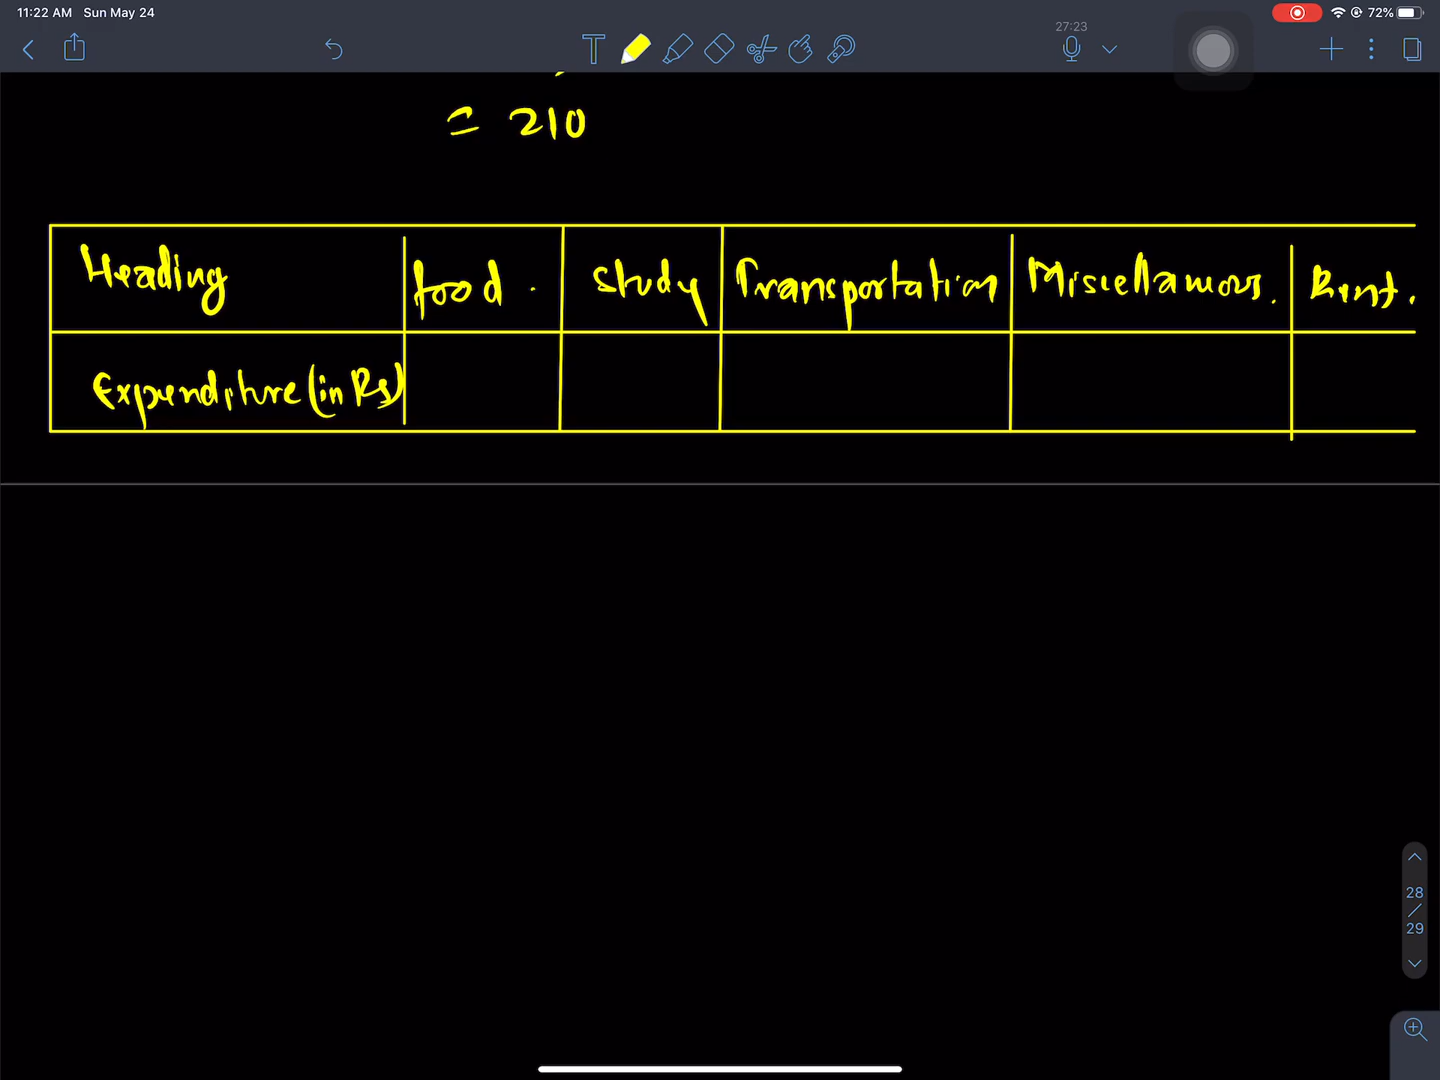 11:22 AM Sun May 24
72%
27:23
= 210
Heading food . study Transportation Miscellaneous . Rent .
Expenditure (in Rs)
28
/
29